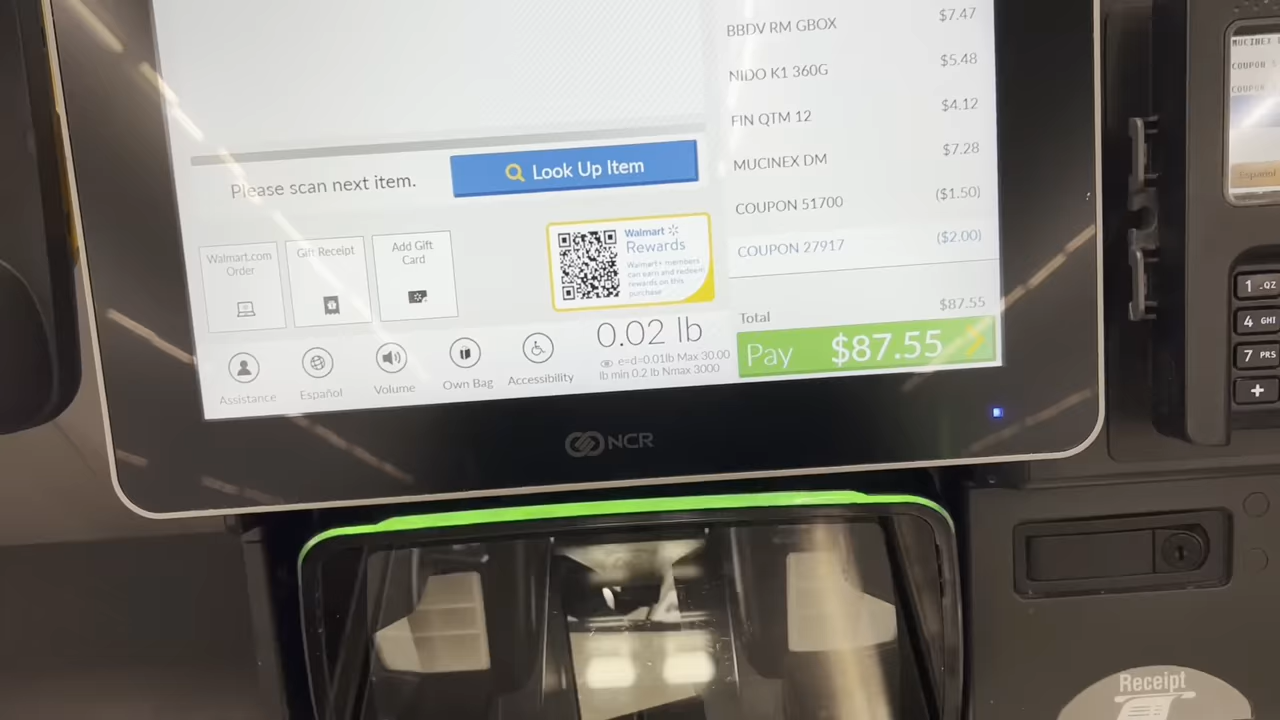 BBDV RM GBOX $7.47
NIDO K1 360G $5.48
FIN QTM 12 $4.12
MUCINEX DM $7.28
COUPON 51700 ($1.50)
COUPON 27917 ($2.00)
Total $87.55
Pay $87.55
Please scan next item.
Look Up Item
Walmart.com
Order
Gift Receipt
Add Gift
Card
Walmart
Rewards
Walmart+ members
can earn and redeem
rewards on this
purchase
0.02 lb
e=d=0.01lb Max 30.00
lb min 0.2 lb Nmax 3000
Assistance
Español
Volume
Own Bag
Accessibility
NCR
MUCINEX
COUPON
COUPON
Español
1 .QZ
4 GHI
7 PRS
+
Receipt